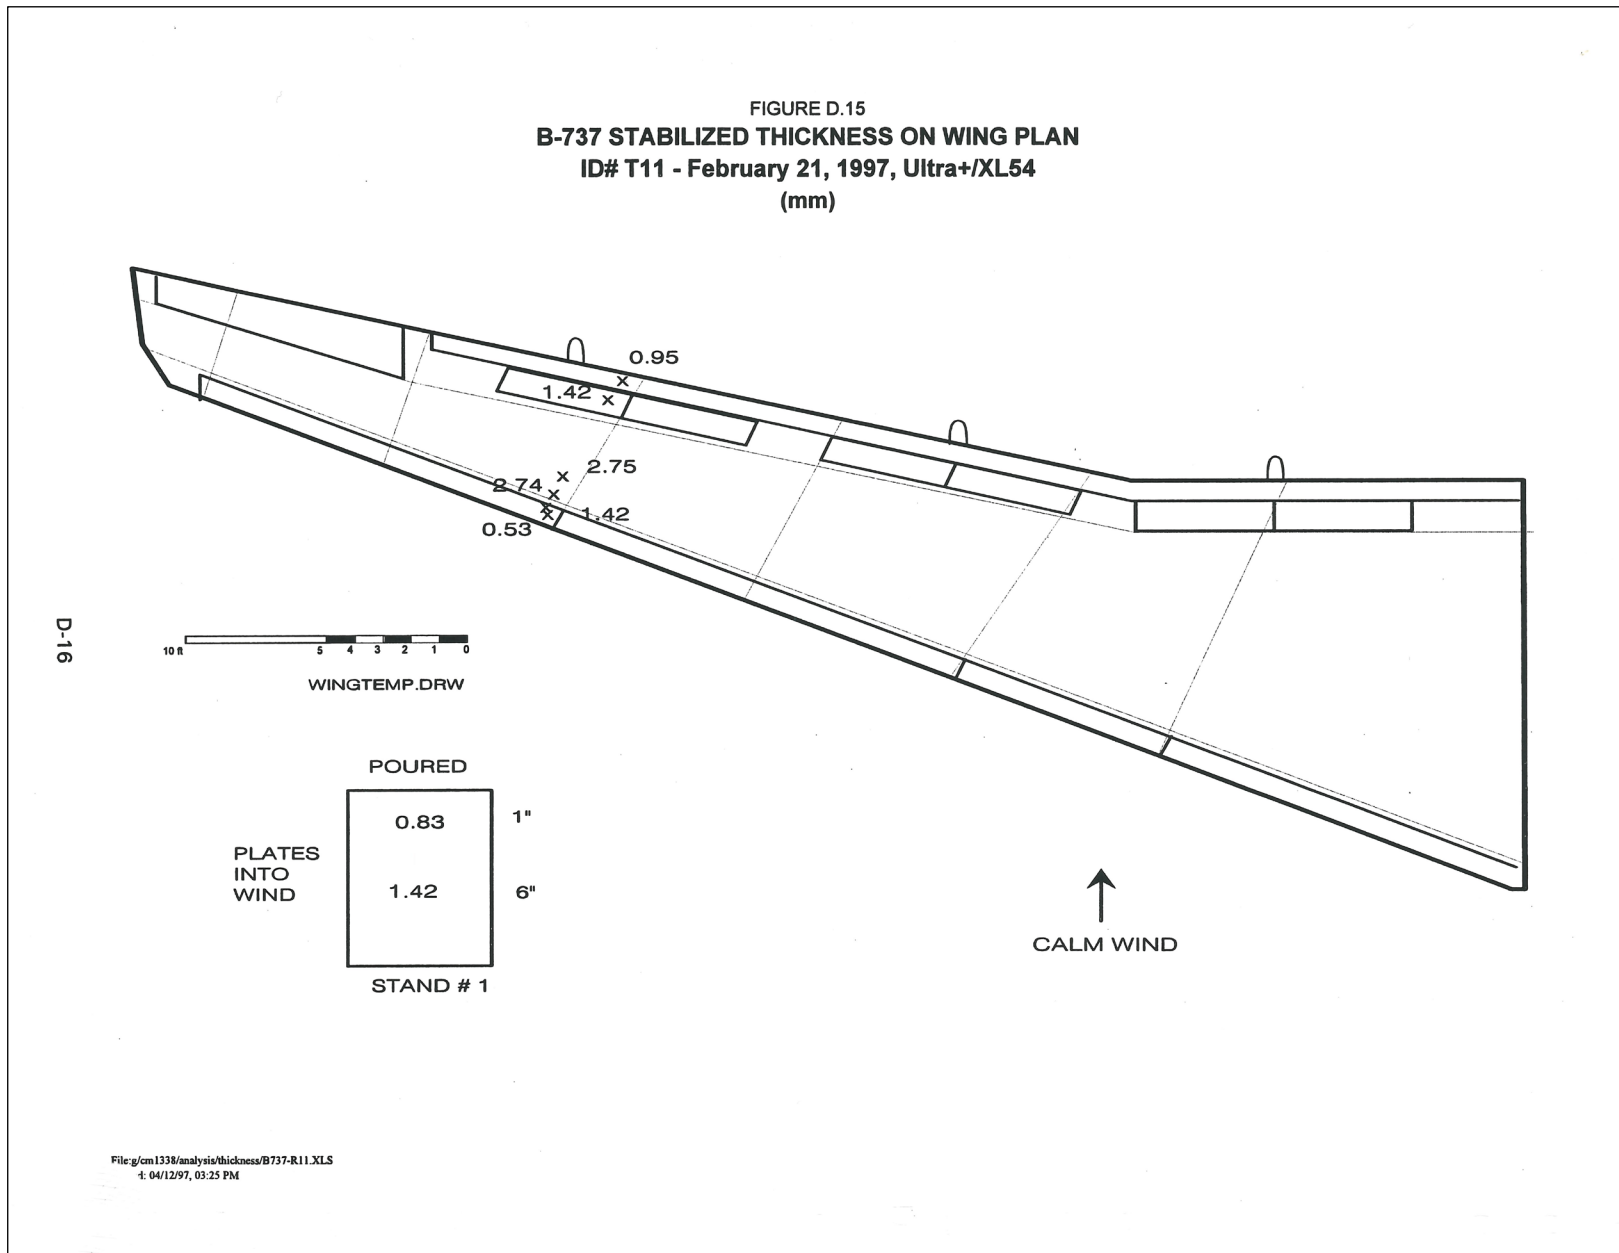 FIGURE D.15
B-737 STABILIZED THICKNESS ON WING PLAN
ID# T11 - February 21, 1997, Ultra+/XL54
(mm)
0.95
1.42
2.75
2.74
1.42
0.53
D-16
10 ft 5 4 3 2 1 0
WINGTEMP.DRW
POURED
0.83 1"
PLATES
INTO
WIND
1.42 6"
STAND # 1
CALM WIND
File:g/cm1338/analysis/thickness/B737-R11.XLS
04/12/97, 03:25 PM